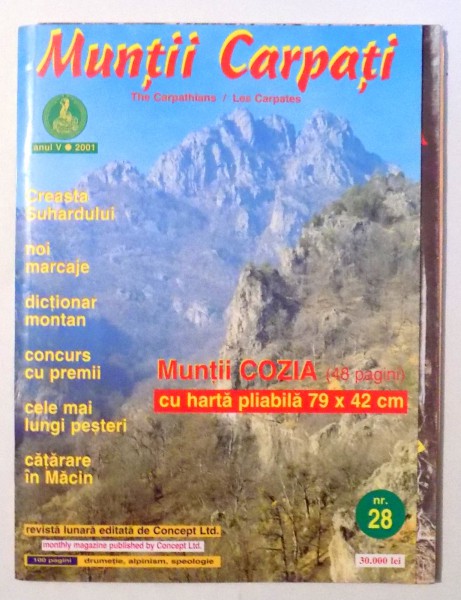 Munții Carpați
The Carpathians / Les Carpates
anul V ● 2001
Creasta
Suhardului
noi
marcaje
dicționar
montan
concurs
cu premii
cele mai
lungi peșteri
cățărare
în Măcin
Munții COZIA (48 pagini)
cu hartă pliabilă 79 x 42 cm
nr.
28
revistă lunară editată de Concept Ltd.
monthly magazine published by Concept Ltd.
100 pagini drumeție, alpinism, speologie
30.000 lei